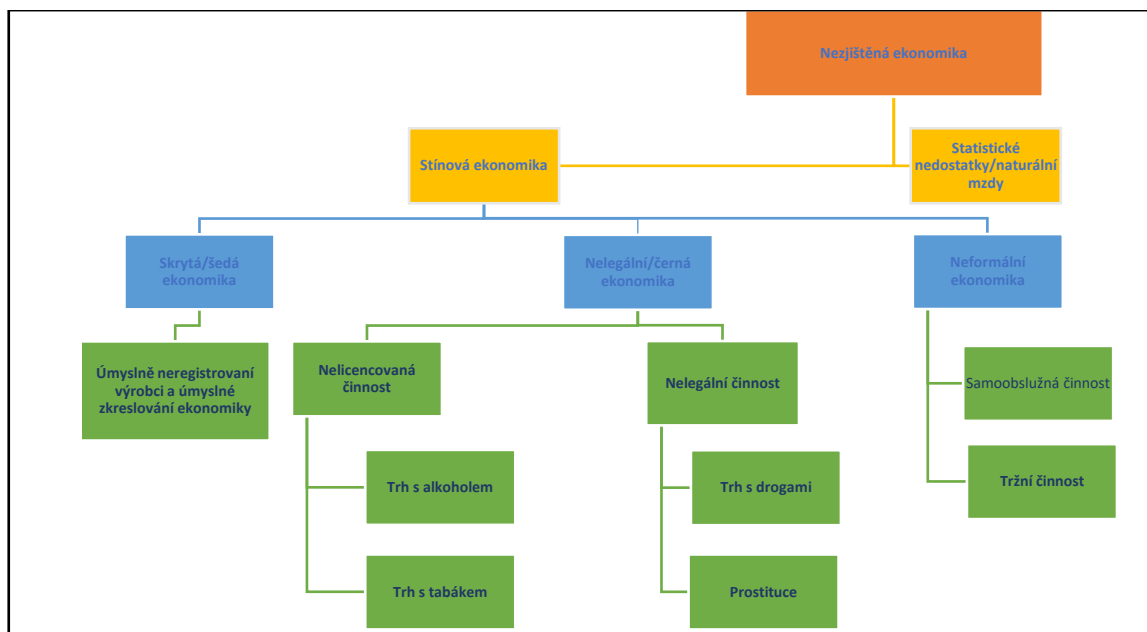 Nezjištěná ekonomika
Stínová ekonomika
Statistické
nedostatky/naturální
mzdy
Skrytá/šedá
ekonomika
Nelegální/černá
ekonomika
Neformální
ekonomika
Úmyslně neregistrovaní
výrobci a úmyslné
zkreslování ekonomiky
Nelicencovaná
činnost
Nelegální činnost
Samoobslužná činnost
Trh s alkoholem
Trh s drogami
Tržní činnost
Trh s tabákem
Prostituce